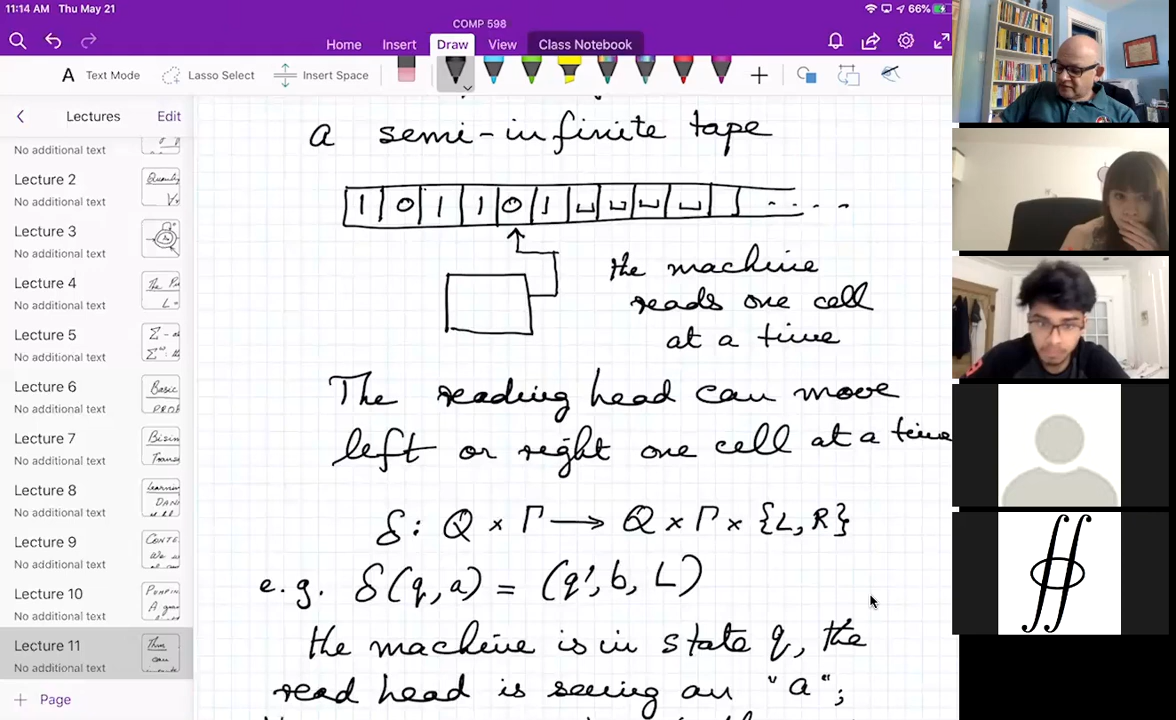 11:14 AM Thu May 21
66%
COMP 598
Home Insert Draw View Class Notebook
A Text Mode Lasso Select Insert Space
Lectures Edit
No additional text
Lecture 2
No additional text
Lecture 3
No additional text
Lecture 4
No additional text
Lecture 5
No additional text
Lecture 6
No additional text
Lecture 7
No additional text
Lecture 8
No additional text
Lecture 9
No additional text
Lecture 10
No additional text
Lecture 11
No additional text
+ Page
a semi-infinite tape
1 0 1 1 0 1 ⊔ ⊔ ⊔ ⊔ ....
the machine
reads one cell
at a time
The reading head can move
left or right one cell at a time
δ: Q × Γ → Q × Γ × {L, R}
e.g. δ(q, a) = (q', b, L)
the machine is in state q, the
read head is seeing an "a";
∯